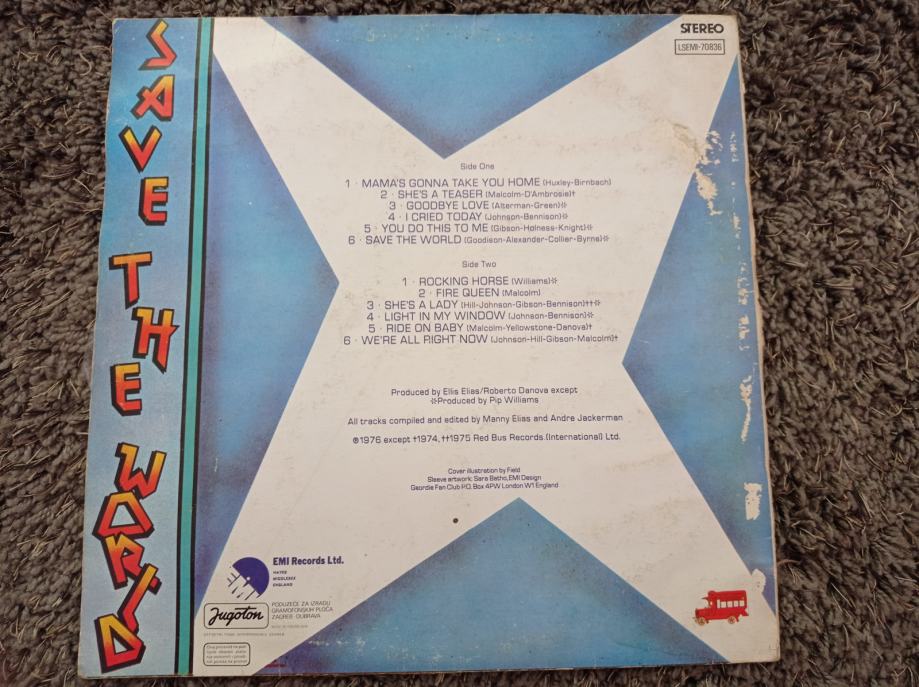 SAVE THE WORLD
STEREO
LSEMI-70836
Side One
1 · MAMA'S GONNA TAKE YOU HOME (Huxley-Birnbach)
2 · SHE'S A TEASER (Malcolm-D'Ambrosie)†
3 · GOODBYE LOVE (Alterman-Green)✲
4 · I CRIED TODAY (Johnson-Bennison)✲
5 · YOU DO THIS TO ME (Gibson-Holness-Knight)✲
6 · SAVE THE WORLD (Goodison-Alexander-Collier-Byrne)✲
Side Two
1 · ROCKING HORSE (Williams)✲
2 · FIRE QUEEN (Malcolm)
3 · SHE'S A LADY (Hill-Johnson-Gibson-Bennison)††✲
4 · LIGHT IN MY WINDOW (Johnson-Bennison)✲
5 · RIDE ON BABY (Malcolm-Yellowstone-Danova)†
6 · WE'RE ALL RIGHT NOW (Johnson-Hill-Gibson-Malcolm)†
Produced by Ellis Elias/Roberto Danova except
✲Produced by Pip Williams
All tracks compiled and edited by Manny Elias and Andre Jackerman
℗1976 except †1974, ††1975 Red Bus Records.(International) Ltd.
Cover illustration by Field
Sleeve artwork: Sara Batho, EMI Design
Geordie Fan Club P.O. Box 4PW London W1 England
EMI Records Ltd.
HAYES
MIDDLESEX
ENGLAND
Jugoton
PODUZEĆE ZA IZRADU
GRAMOFONSKIH PLOČA
ZAGREB DUBRAVA